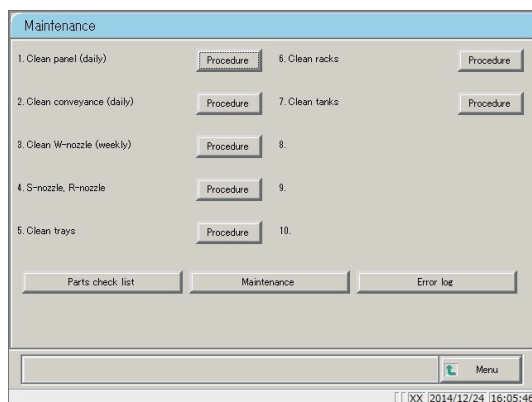 Maintenance
1. Clean panel (daily) Procedure 6. Clean racks Procedure
2. Clean conveyance (daily) Procedure 7. Clean tanks Procedure
3. Clean W-nozzle (weekly) Procedure 8.
4. S-nozzle, R-nozzle Procedure 9.
5. Clean trays Procedure 10.
Parts check list Maintenance Error log
Menu
XX 2014/12/24 16:05:46